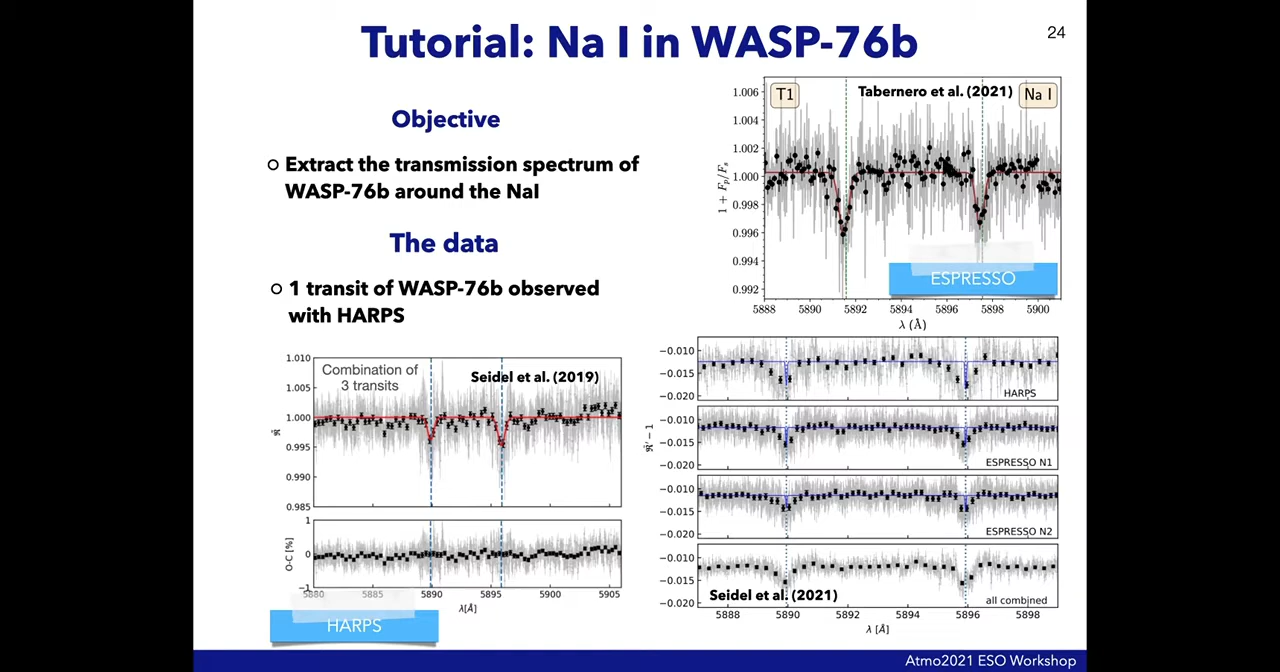 Tutorial: Na I in WASP-76b
24
Objective
Extract the transmission spectrum of
WASP-76b around the NaI
The data
1 transit of WASP-76b observed
with HARPS
T1
Tabernero et al. (2021)
Na I
1.006
1.004
1.002
1.000
0.998
0.996
0.994
0.992
1 + Fp/Fs
ESPRESSO
5888 5890 5892 5894 5896 5898 5900
λ (Å)
Combination of
3 transits
Seidel et al. (2019)
1.010
1.005
1.000
0.995
0.990
0.985
ℜ̃
1
0
−1
O-C [%]
5880 5885 5890 5895 5900 5905
λ[Å]
HARPS
−0.010
−0.015
−0.020
HARPS
−0.010
−0.015
−0.020
ESPRESSO N1
ℜ̃' − 1
−0.010
−0.015
−0.020
ESPRESSO N2
−0.010
−0.015
−0.020
Seidel et al. (2021)
all combined
5888 5890 5892 5894 5896 5898
λ [Å]
Atmo2021 ESO Workshop